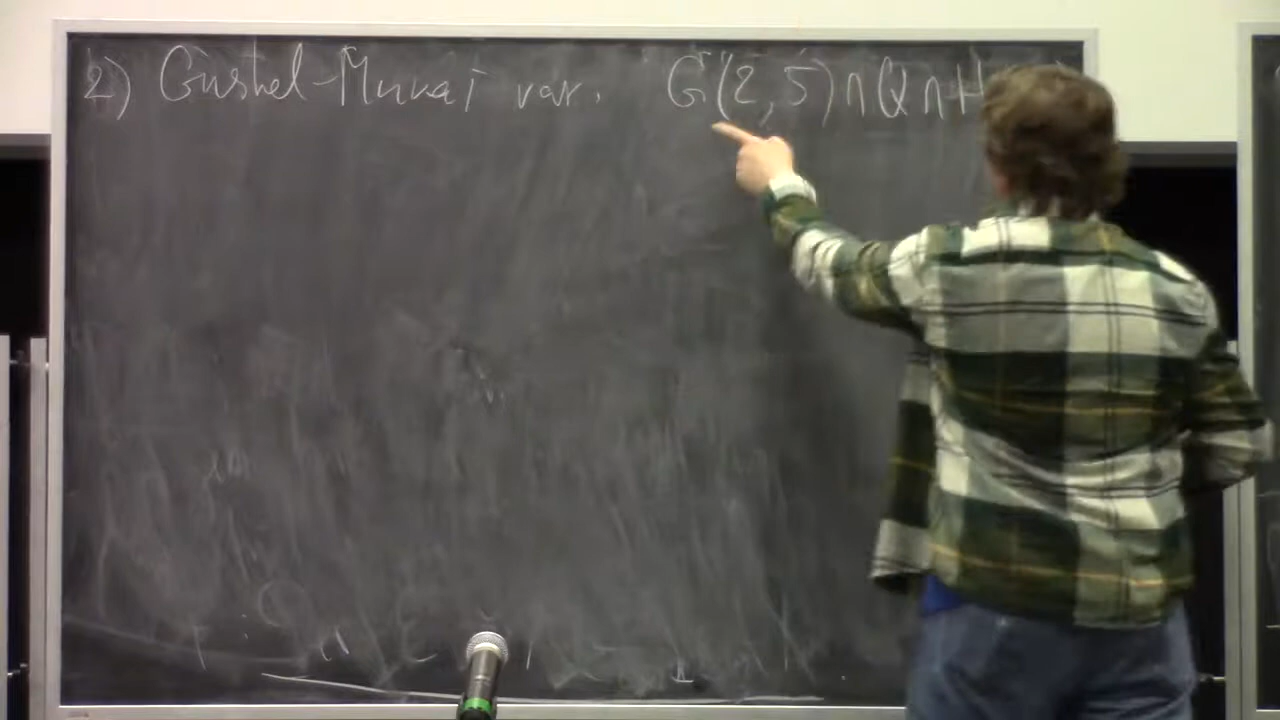 2) Gushel-Mukai var. G(2,5)∩Q∩H